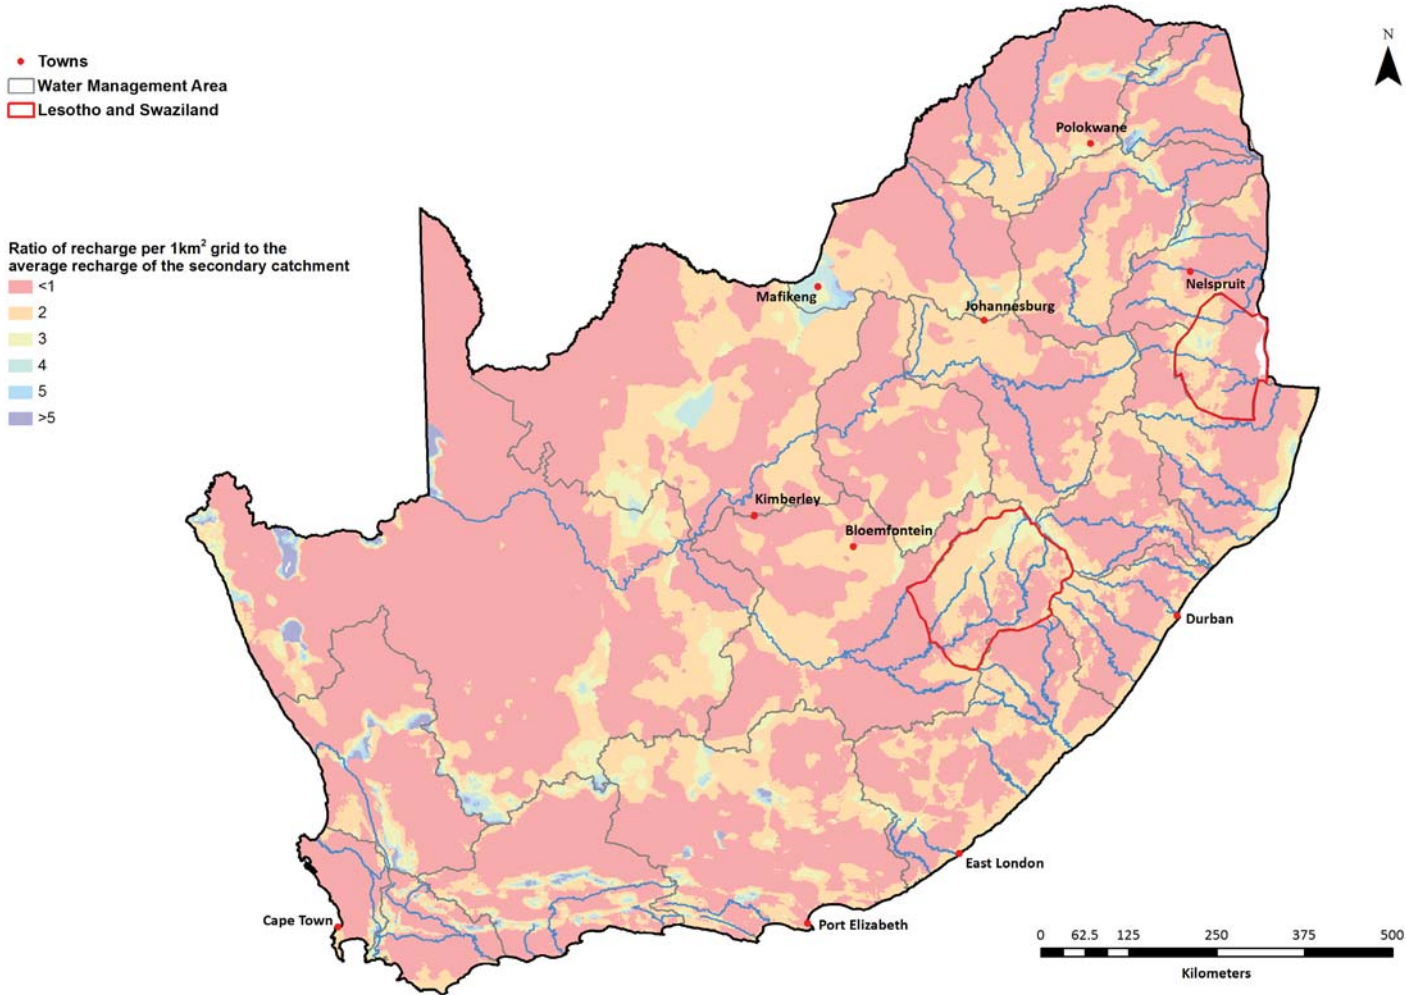 N
Towns
Water Management Area
Lesotho and Swaziland
Ratio of recharge per 1km² grid to the
average recharge of the secondary catchment
<1
2
3
4
5
>5
Polokwane
Nelspruit
Mafikeng
Johannesburg
Kimberley
Bloemfontein
Durban
East London
Cape Town
Port Elizabeth
0 62.5 125 250 375 500
Kilometers